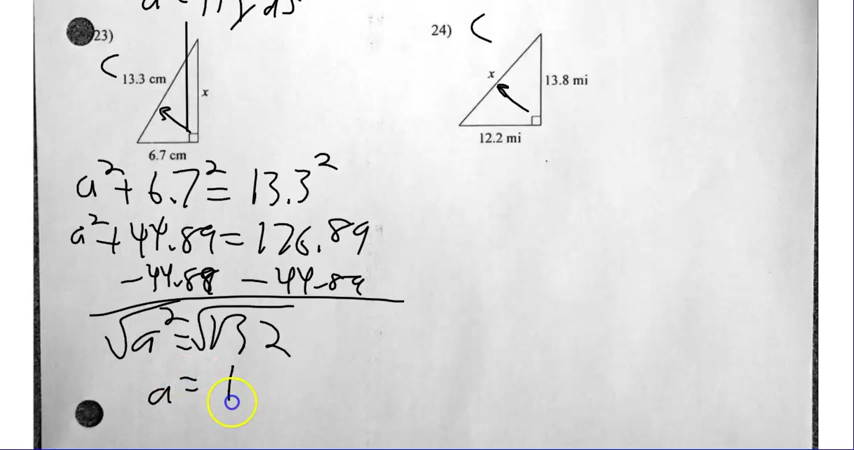 23)
C
13.3 cm
x
6.7 cm
a² + 6.7² = 13.3²
a² + 44.89 = 176.89
-44.89 -44.89
√a² = √132
a = 1
24)
C
x
13.8 mi
12.2 mi